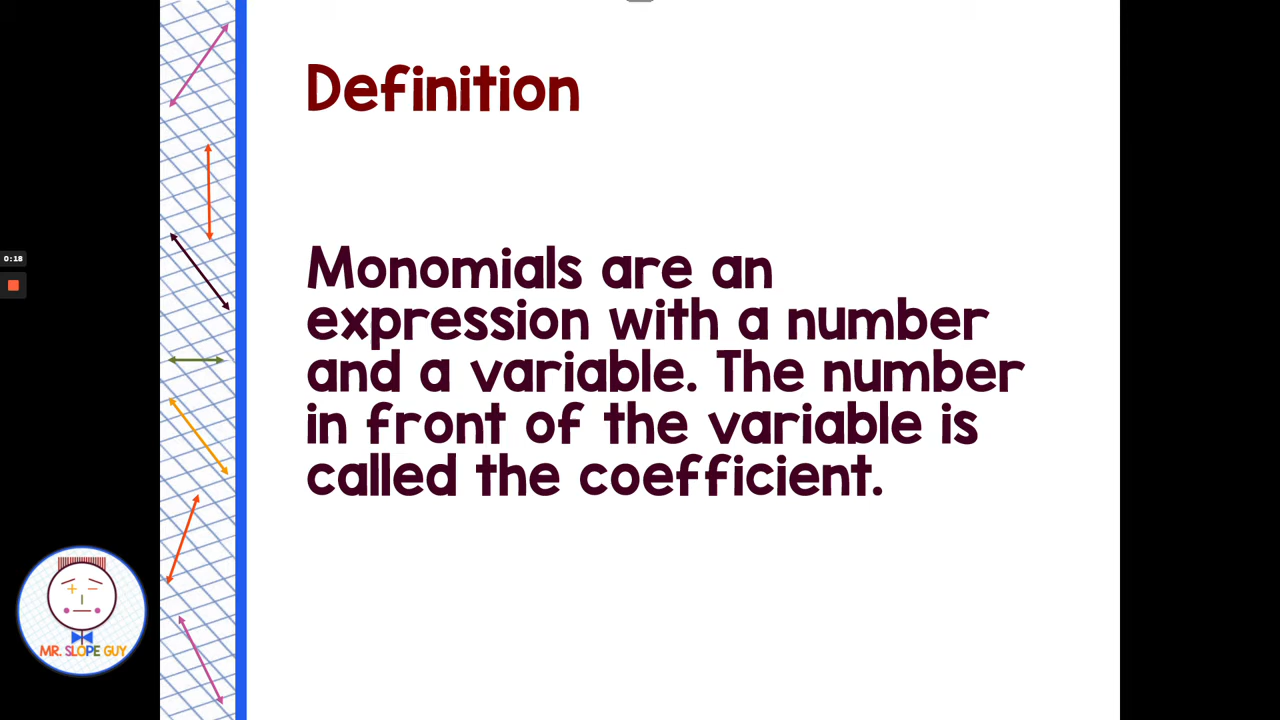 Definition
Monomials are an
expression with a number
and a variable. The number
in front of the variable is
called the coefficient.
0:18
MR. SLOPE GUY